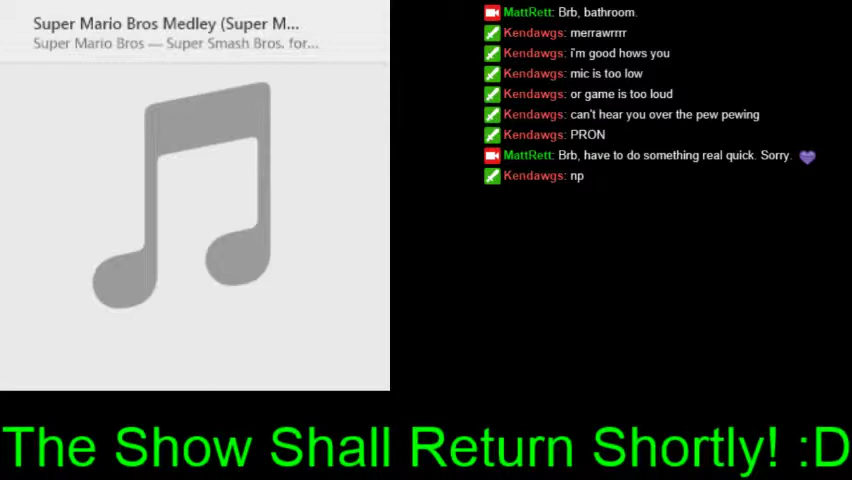 Super Mario Bros Medley (Super M...
Super Mario Bros — Super Smash Bros. for...
MattRett: Brb, bathroom.
Kendawgs: merrawrrrr
Kendawgs: i'm good hows you
Kendawgs: mic is too low
Kendawgs: or game is too loud
Kendawgs: can't hear you over the pew pewing
Kendawgs: PRON
MattRett: Brb, have to do something real quick. Sorry.
Kendawgs: np
The Show Shall Return Shortly! :D